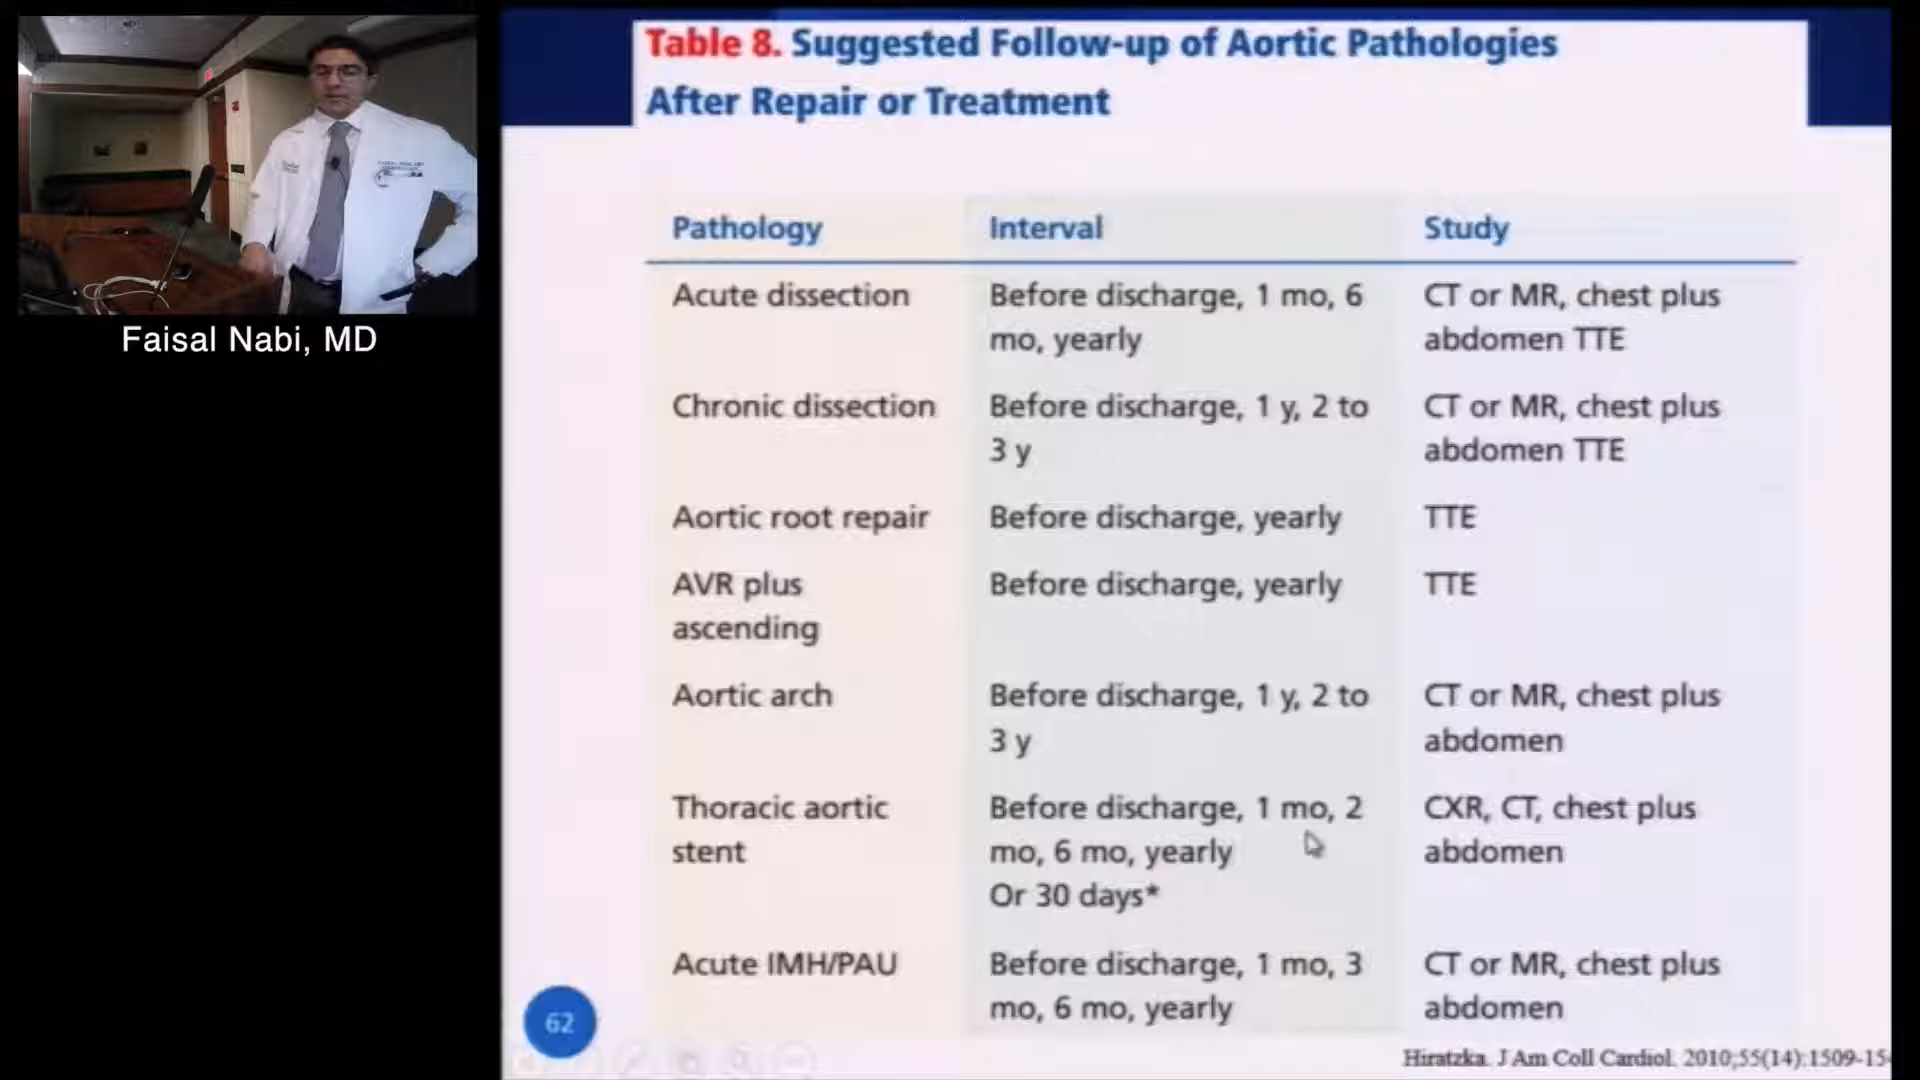 Faisal Nabi, MD
Table 8. Suggested Follow-up of Aortic Pathologies
After Repair or Treatment
Pathology Interval Study
Acute dissection Before discharge, 1 mo, 6 CT or MR, chest plus
mo, yearly abdomen TTE
Chronic dissection Before discharge, 1 y, 2 to CT or MR, chest plus
3 y abdomen TTE
Aortic root repair Before discharge, yearly TTE
AVR plus Before discharge, yearly TTE
ascending
Aortic arch Before discharge, 1 y, 2 to CT or MR, chest plus
3 y abdomen
Thoracic aortic Before discharge, 1 mo, 2 CXR, CT, chest plus
stent mo, 6 mo, yearly abdomen
Or 30 days*
Acute IMH/PAU Before discharge, 1 mo, 3 CT or MR, chest plus
mo, 6 mo, yearly abdomen
62
Hiratzka. J Am Coll Cardiol. 2010;55(14):1509-15